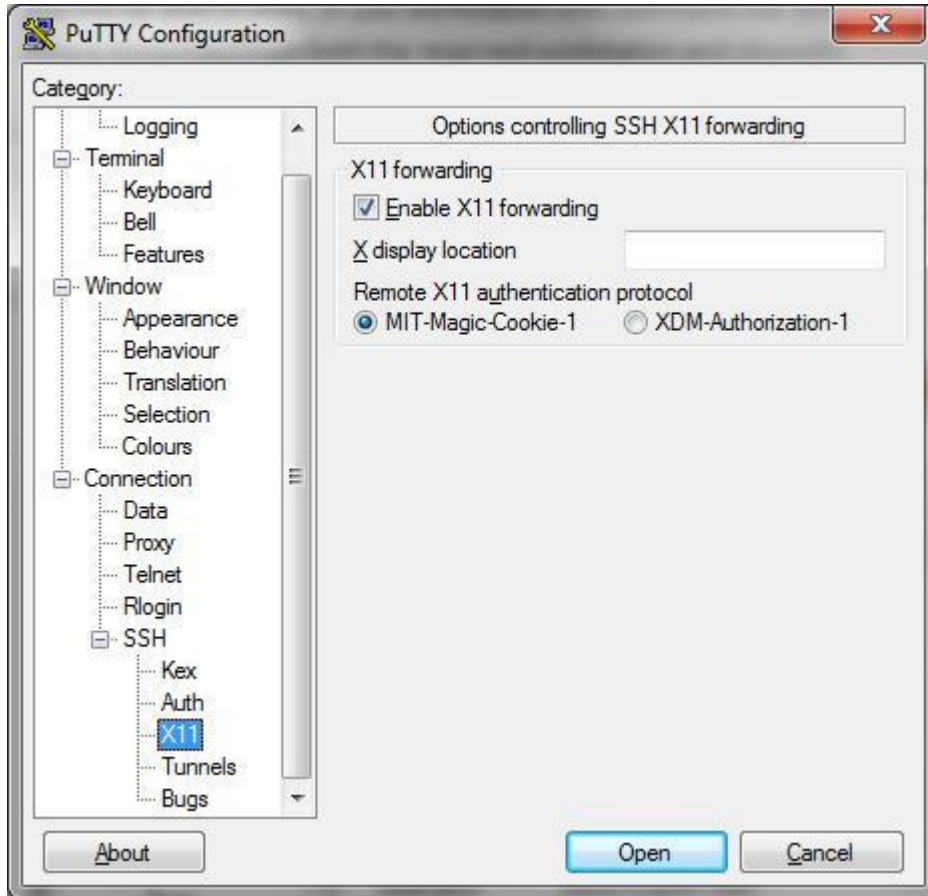 PuTTY Configuration
Category:
Logging
Terminal
Keyboard
Bell
Features
Window
Appearance
Behaviour
Translation
Selection
Colours
Connection
Data
Proxy
Telnet
Rlogin
SSH
Kex
Auth
X11
Tunnels
Bugs
Options controlling SSH X11 forwarding
X11 forwarding
Enable X11 forwarding
X display location
Remote X11 authentication protocol
MIT-Magic-Cookie-1 XDM-Authorization-1
About Open Cancel